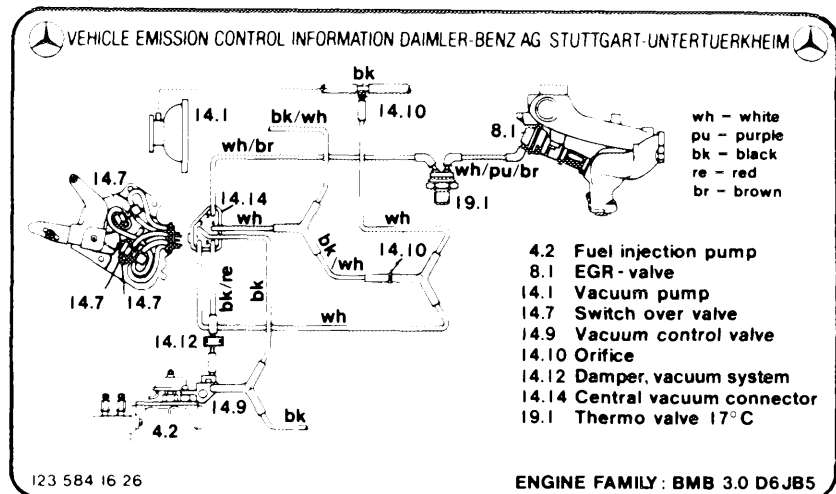 VEHICLE EMISSION CONTROL INFORMATION DAIMLER-BENZ AG STUTTGART-UNTERTUERKHEIM
bk
14.1
bk/wh
14.10
8.1
wh/br
wh/pu/br
19.1
wh - white
pu - purple
bk - black
re - red
br - brown
14.7
14.14
wh
wh
bk
wh
14.10
14.7
14.7
bk/re
bk
wh
14.12
14.9
4.2
bk
4.2 Fuel injection pump
8.1 EGR-valve
14.1 Vacuum pump
14.7 Switch over valve
14.9 Vacuum control valve
14.10 Orifice
14.12 Damper, vacuum system
14.14 Central vacuum connector
19.1 Thermo valve 17°C
123 584 16 26
ENGINE FAMILY: BMB 3.0 D6JB5